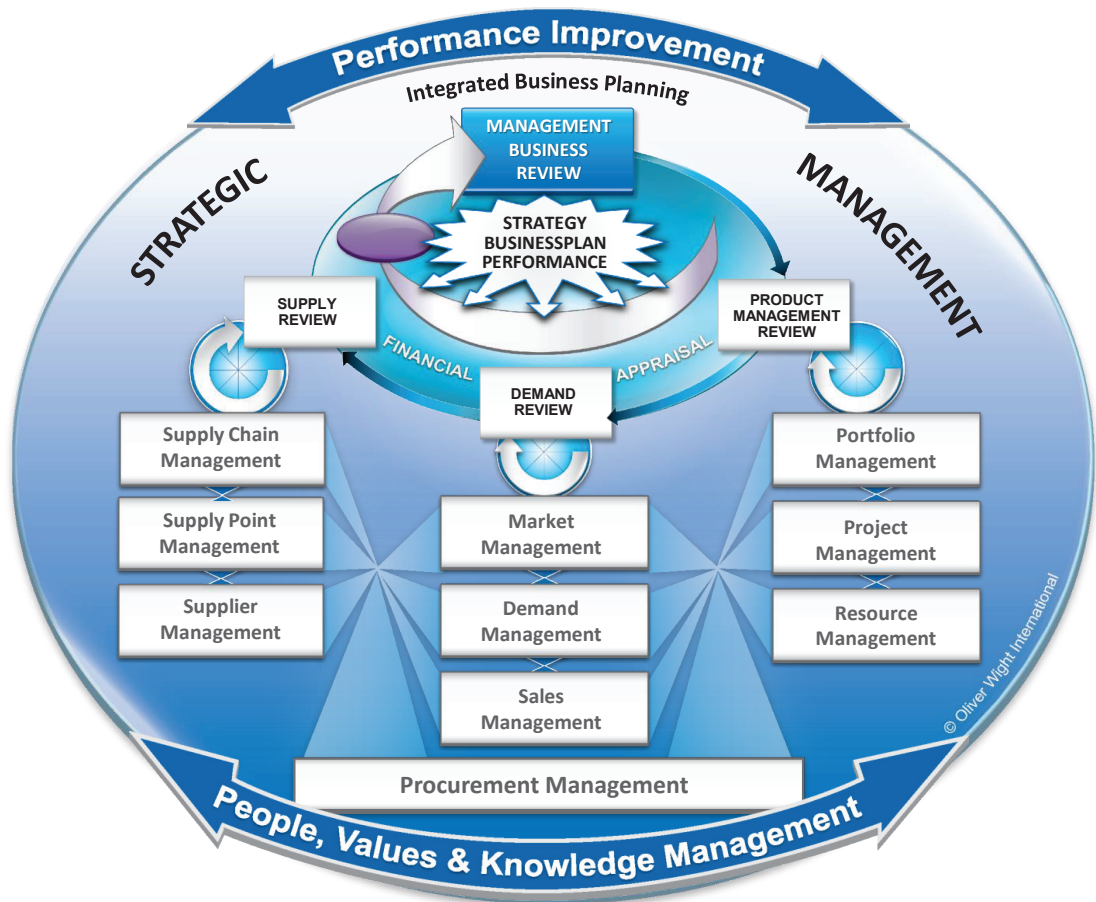 Performance Improvement
Integrated Business Planning
STRATEGIC
MANAGEMENT
MANAGEMENT
BUSINESS
REVIEW
STRATEGY
BUSINESSPLAN
PERFORMANCE
SUPPLY
REVIEW
PRODUCT
MANAGEMENT
REVIEW
FINANCIAL
APPRAISAL
DEMAND
REVIEW
Supply Chain
Management
Supply Point
Management
Supplier
Management
Market
Management
Demand
Management
Sales
Management
Portfolio
Management
Project
Management
Resource
Management
© Oliver Wight International
Procurement Management
People, Values & Knowledge Management